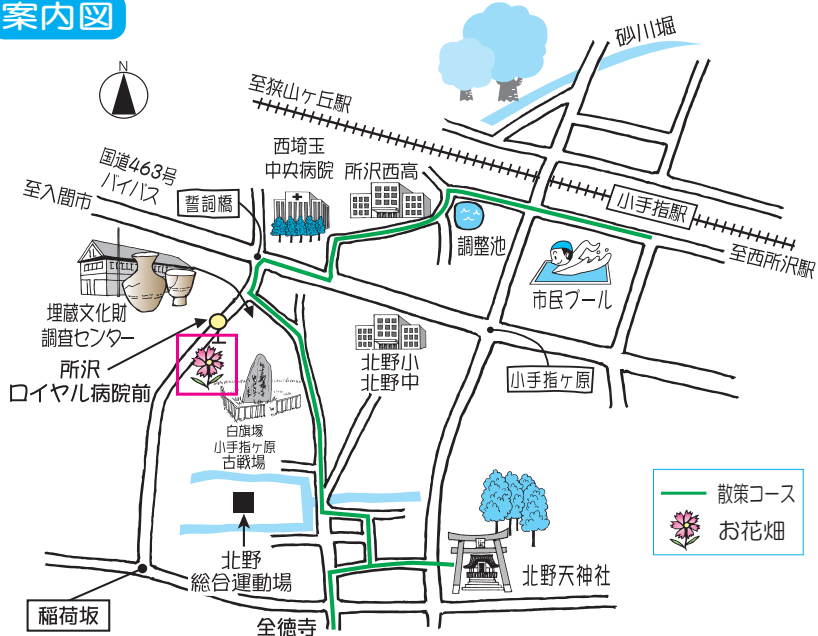 案内図
N
砂川堀
至狭山ヶ丘駅
国道463号
バイパス
至入間市
誓詞橋
西埼玉
中央病院
所沢西高
調整池
小手指駅
至西所沢駅
市民プール
埋蔵文化財
調査センター
所沢
ロイヤル病院前
北野小
北野中
小手指ヶ原
白旗塚
小手指ヶ原
古戦場
北野
総合運動場
北野天神社
稲荷坂
全徳寺
散策コース
お花畑